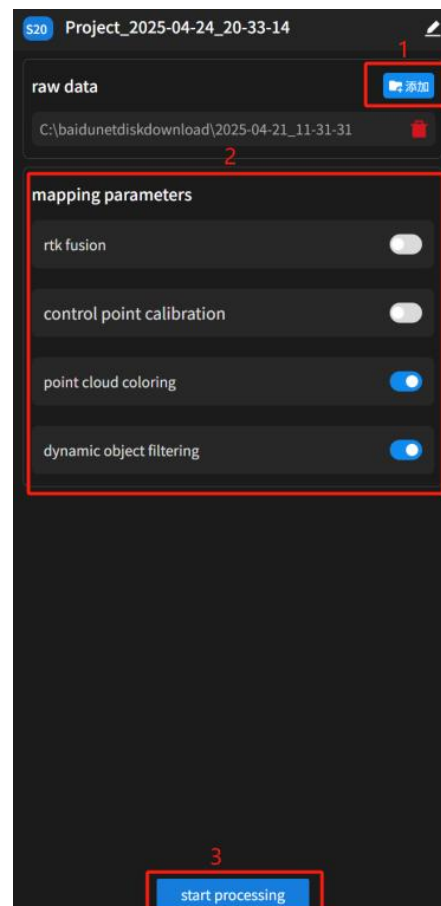 S20 Project_2025-04-24_20-33-14
1
raw data 添加
C:\baidunetdiskdownload\2025-04-21_11-31-31
2
mapping parameters
rtk fusion
control point calibration
point cloud coloring
dynamic object filtering
3
start processing